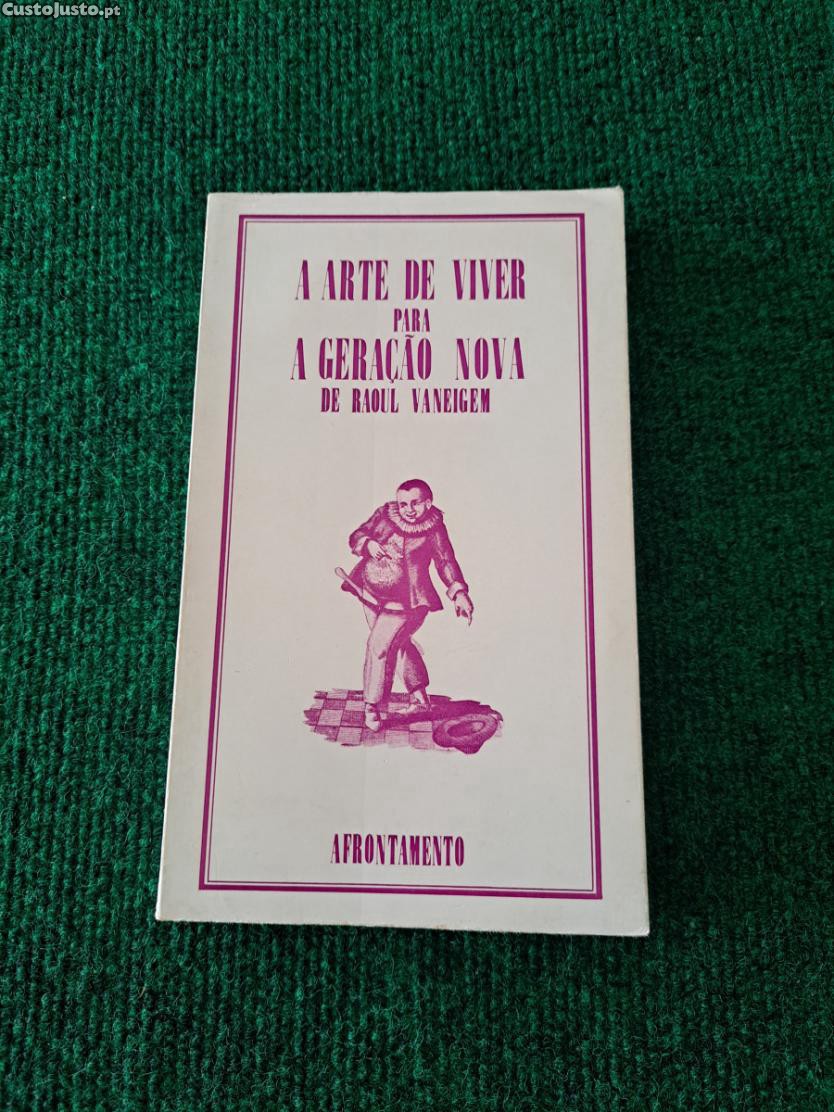 CustoJusto.pt
A ARTE DE VIVER
PARA
A GERAÇÃO NOVA
DE RAOUL VANEIGEM
AFRONTAMENTO